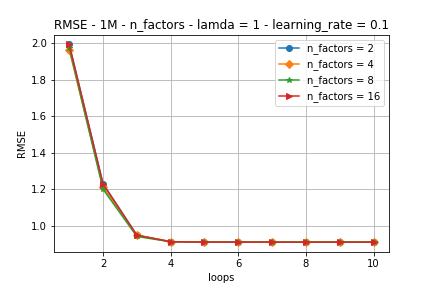 RMSE - 1M - n_factors - lamda = 1 - learning_rate = 0.1
n_factors = 2
n_factors = 4
n_factors = 8
n_factors = 16
RMSE
2.0
1.8
1.6
1.4
1.2
1.0
2 4 6 8 10
loops